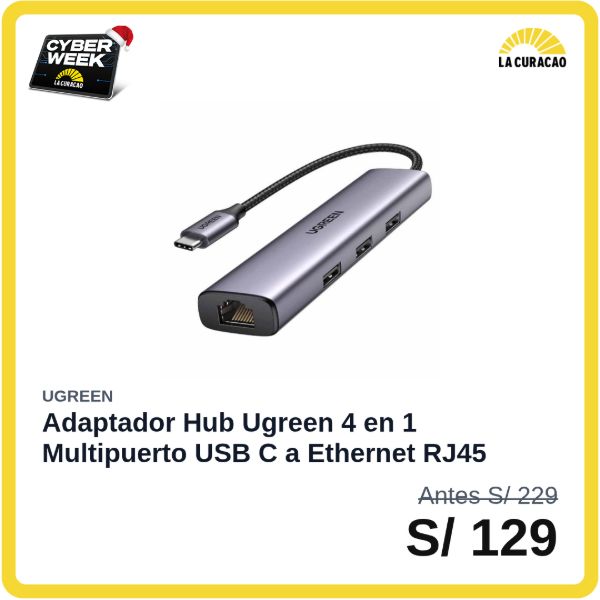 CYBER
WEEK
LA CURACAO
LA CURACAO
UGREEN
UGREEN
Adaptador Hub Ugreen 4 en 1
Multipuerto USB C a Ethernet RJ45
Antes S/ 229
S/ 129